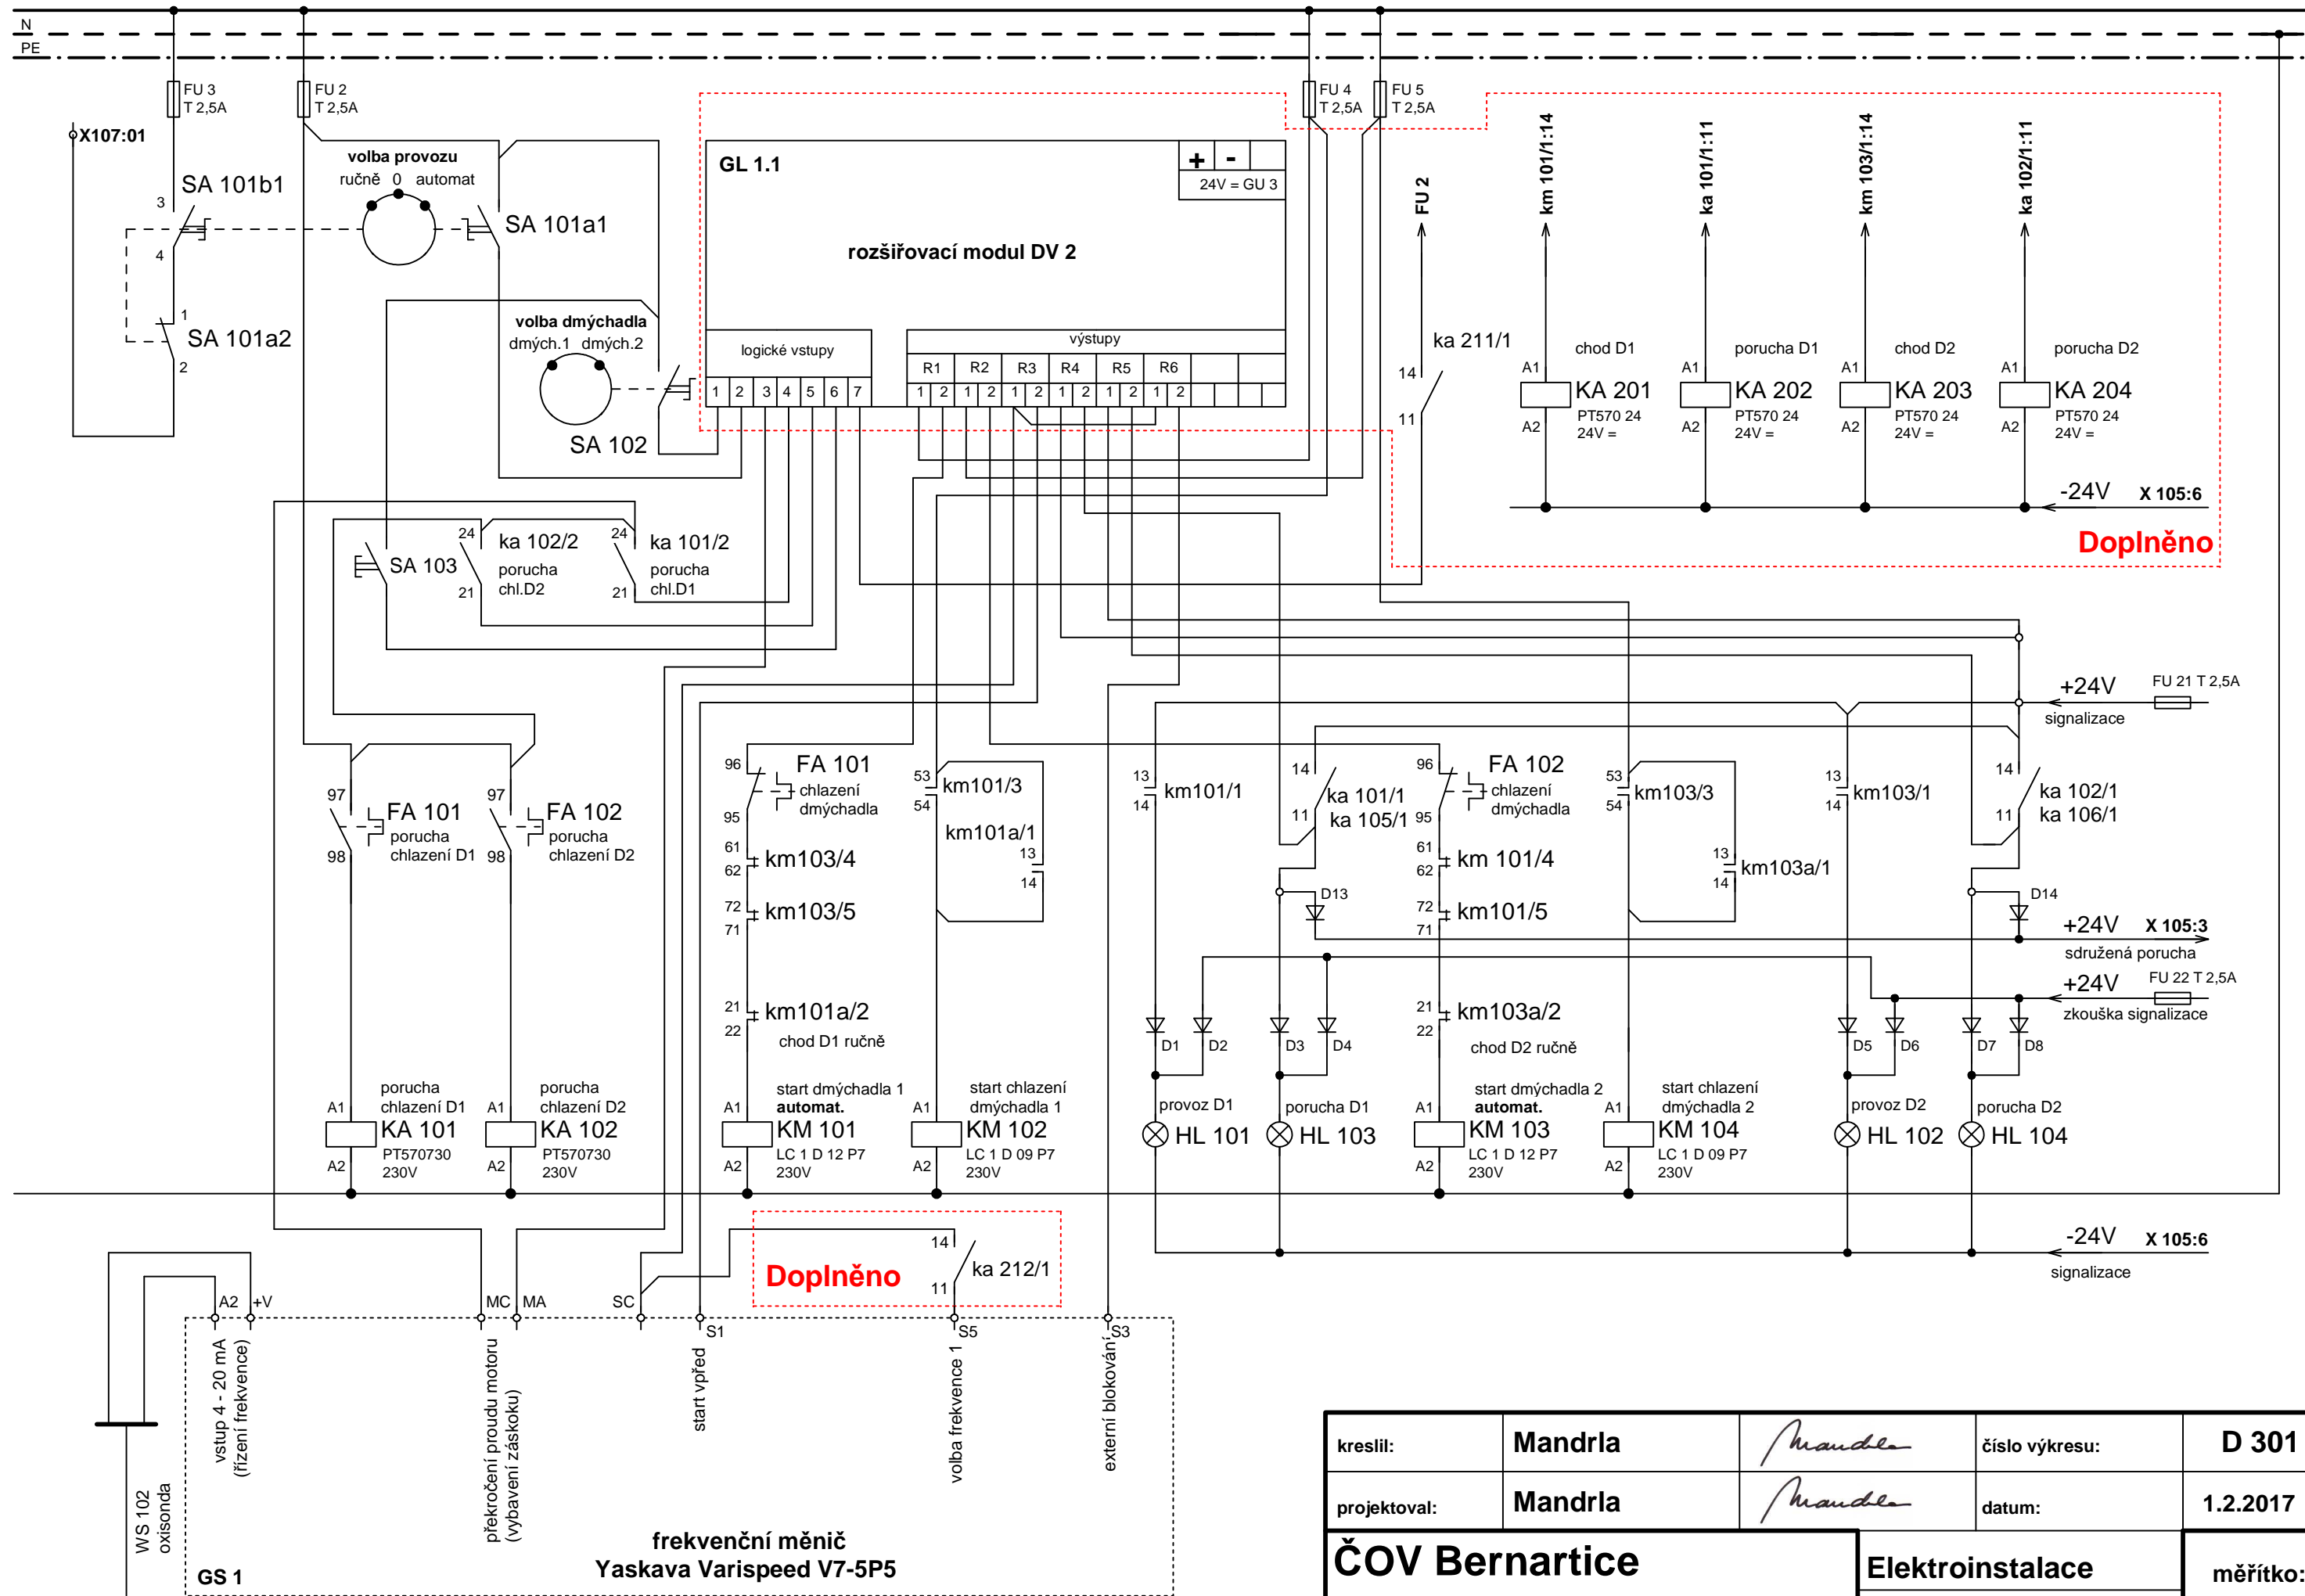 N
PE
FU 3
T 2,5A
FU 2
T 2,5A
FU 4
T 2,5A
FU 5
T 2,5A
X107:01
volba provozu
ručně 0 automat
SA 101b1
3
4
SA 101a1
1
SA 101a2
2
volba dmýchadla
dmých.1 dmých.2
SA 102
GL 1.1
+ -
24V = GU 3
rozšiřovací modul DV 2
logické vstupy
1 2 3 4 5 6 7
výstupy
R1 R2 R3 R4 R5 R6
1 2 1 2 1 2 1 2 1 2 1 2
FU 2
ka 211/1
14
11
km 101/1:14
ka 101/1:11
km 103/1:14
ka 102/1:11
chod D1
A1
KA 201
PT570 24
A2
24V =
porucha D1
A1
KA 202
PT570 24
A2
24V =
chod D2
A1
KA 203
PT570 24
A2
24V =
porucha D2
A1
KA 204
PT570 24
A2
24V =
-24V X 105:6
Doplněno
SA 103
24
ka 102/2
porucha
chl.D2
21
24
ka 101/2
porucha
chl.D1
21
+24V
FU 21 T 2,5A
signalizace
97
FA 101
porucha
chlazení D1
98
97
FA 102
porucha
chlazení D2
98
96
FA 101
chlazení
dmýchadla
95
61
km103/4
62
72
km103/5
71
21
km101a/2
22
chod D1 ručně
53
km101/3
54
km101a/1
13
14
13
km101/1
14
14
ka 101/1
11
ka 105/1
96
FA 102
chlazení
dmýchadla
95
61
km 101/4
62
72
km101/5
71
21
km103a/2
22
chod D2 ručně
53
km103/3
54
13
km103a/1
14
13
km103/1
14
14
ka 102/1
11
ka 106/1
D13
D14
+24V X 105:3
sdružená porucha
+24V
FU 22 T 2,5A
zkouška signalizace
D1 D2 D3 D4 D5 D6 D7 D8
porucha
chlazení D1
A1
KA 101
PT570730
A2
230V
porucha
chlazení D2
A1
KA 102
PT570730
A2
230V
start dmýchadla 1
automat.
A1
KM 101
LC 1 D 12 P7
A2
230V
start chlazení
dmýchadla 1
A1
KM 102
LC 1 D 09 P7
A2
230V
provoz D1
HL 101
porucha D1
HL 103
start dmýchadla 2
automat.
A1
KM 103
LC 1 D 12 P7
A2
230V
start chlazení
dmýchadla 2
A1
KM 104
LC 1 D 09 P7
A2
230V
provoz D2
HL 102
porucha D2
HL 104
-24V X 105:6
signalizace
Doplněno
14
ka 212/1
11
A2 +V
MC MA
SC
S1
S5
S3
vstup 4 - 20 mA
(řízení frekvence)
překročení proudu motoru
(vybavení záskoku)
start vpřed
volba frekvence 1
externí blokování
WS 102
oxisonda
GS 1
frekvenční měnič
Yaskava Varispeed V7-5P5
kreslil: Mandrla Mandrla číslo výkresu: D 301
projektoval: Mandrla Mandrla datum: 1.2.2017
ČOV Bernartice
Elektroinstalace
měřítko: